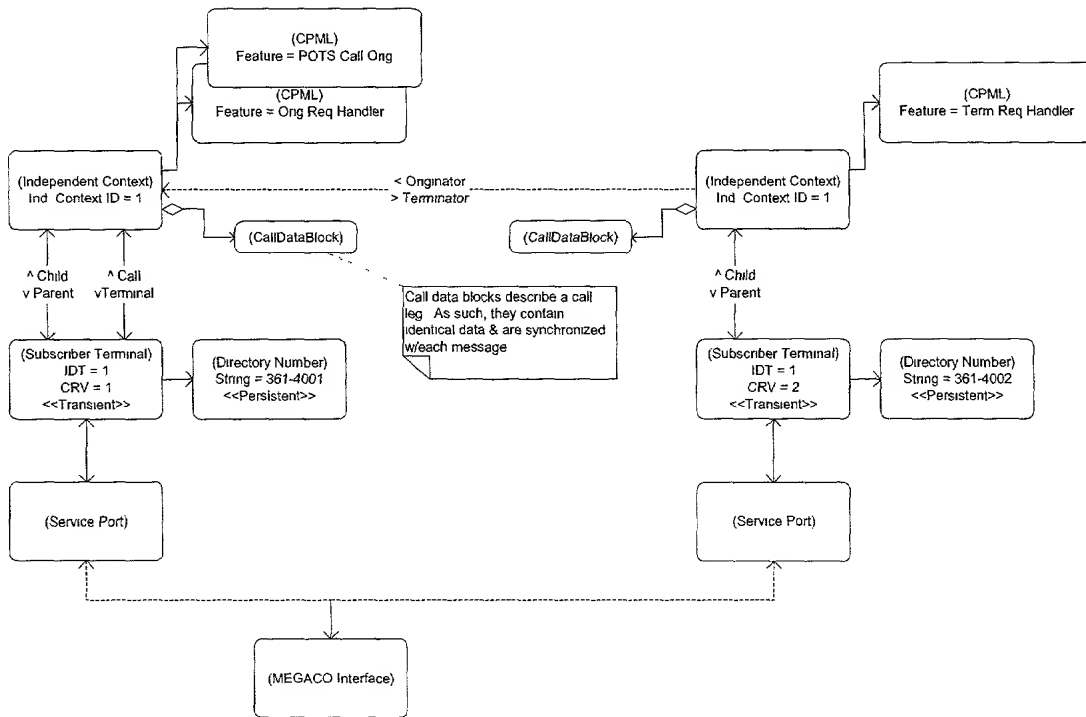 (CPML)
Feature = POTS Call Ong
(CPML)
Feature = Ong Req Handler
(CPML)
Feature = Term Req Handler
(Independent Context)
Ind Context ID = 1
< Originator
> Terminator
(Independent Context)
Ind Context ID = 1
(CallDataBlock)
(CallDataBlock)
^ Child
v Parent
^ Call
vTerminal
Call data blocks describe a call
leg As such, they contain
identical data & are synchronized
w/each message
^ Child
v Parent
(Subscriber Terminal)
IDT = 1
CRV = 1
<<Transient>>
(Directory Number)
String = 361-4001
<<Persistent>>
(Subscriber Terminal)
IDT = 1
CRV = 2
<<Transient>>
(Directory Number)
String = 361-4002
<<Persistent>>
(Service Port)
(Service Port)
(MEGACO Interface)